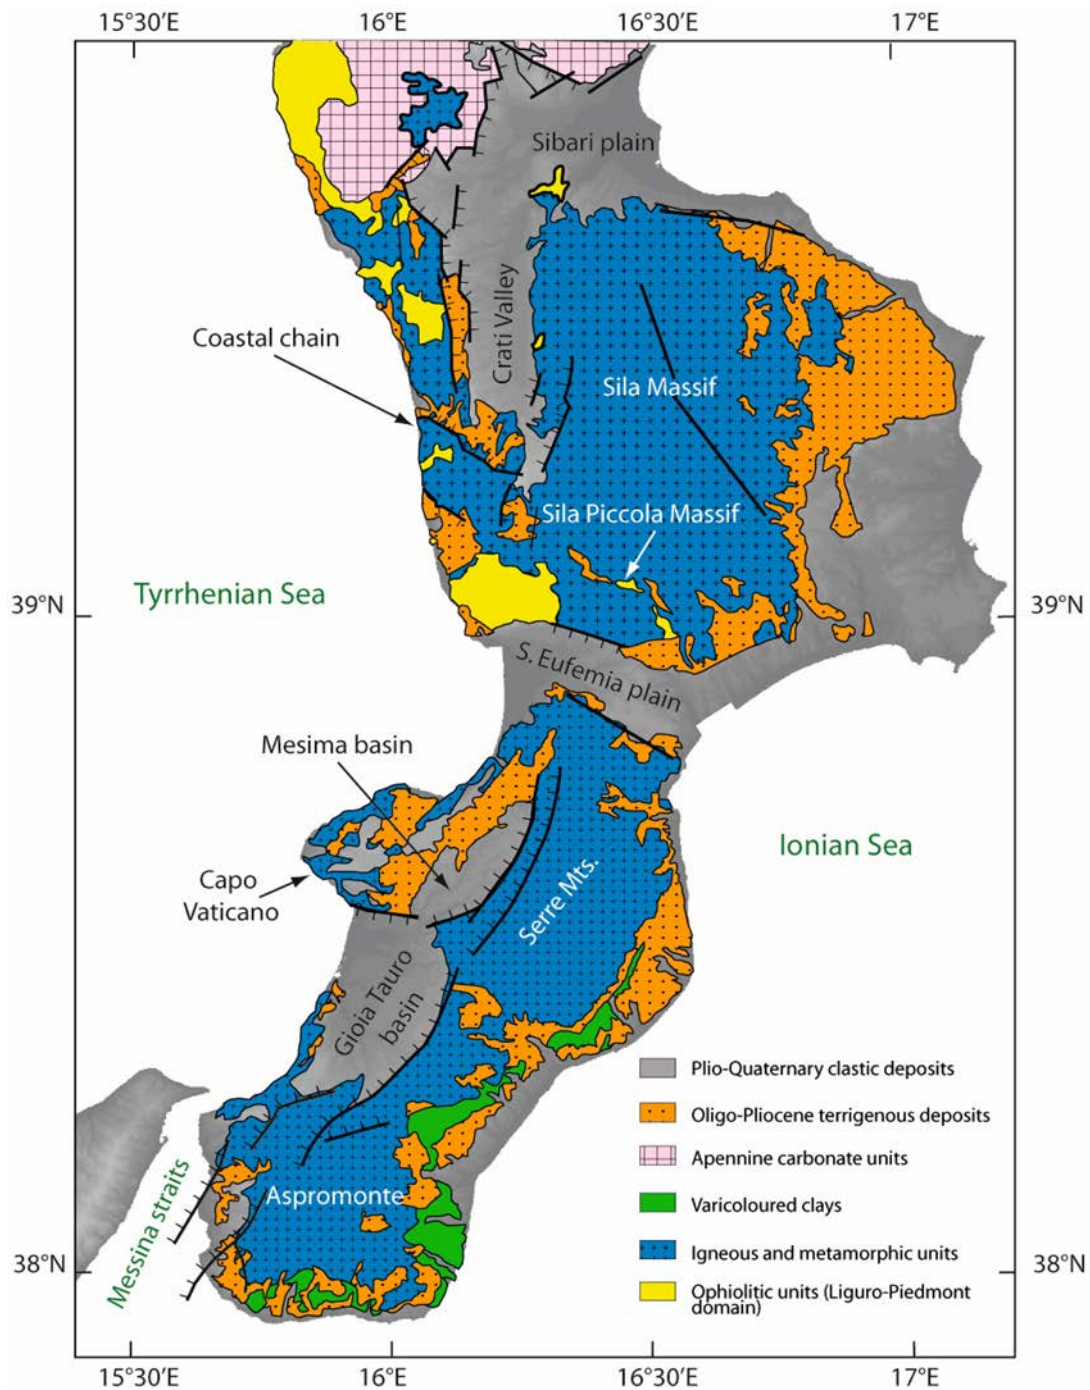 15°30'E 16°E 16°30'E 17°E
Sibari plain
Crati Valley
Coastal chain
Sila Massif
Sila Piccola Massif
39°N
Tyrrhenian Sea
39°N
S. Eufemia plain
Mesima basin
Ionian Sea
Capo
Vaticano
Serre Mts.
Gioia Tauro
basin
Plio-Quaternary clastic deposits
Oligo-Pliocene terrigenous deposits
Apennine carbonate units
Messina straits
Aspromonte
Varicoloured clays
38°N
Igneous and metamorphic units
38°N
Ophiolitic units (Liguro-Piedmont
domain)
15°30'E 16°E 16°30'E 17°E